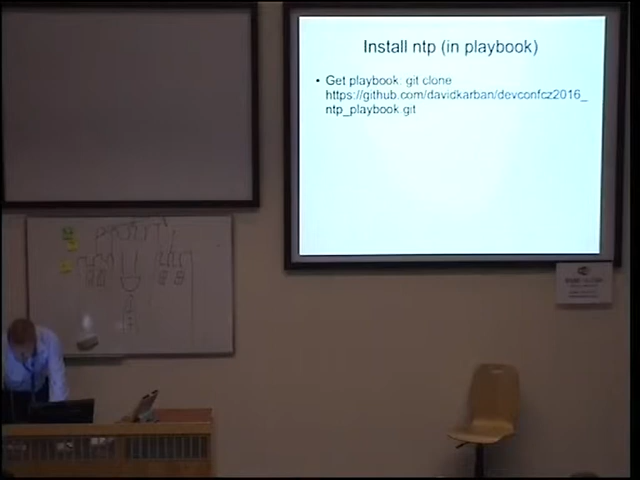 Install ntp (in playbook)
• Get playbook: git clone
https://github.com/davidkarban/devconfcz2016_
ntp_playbook.git